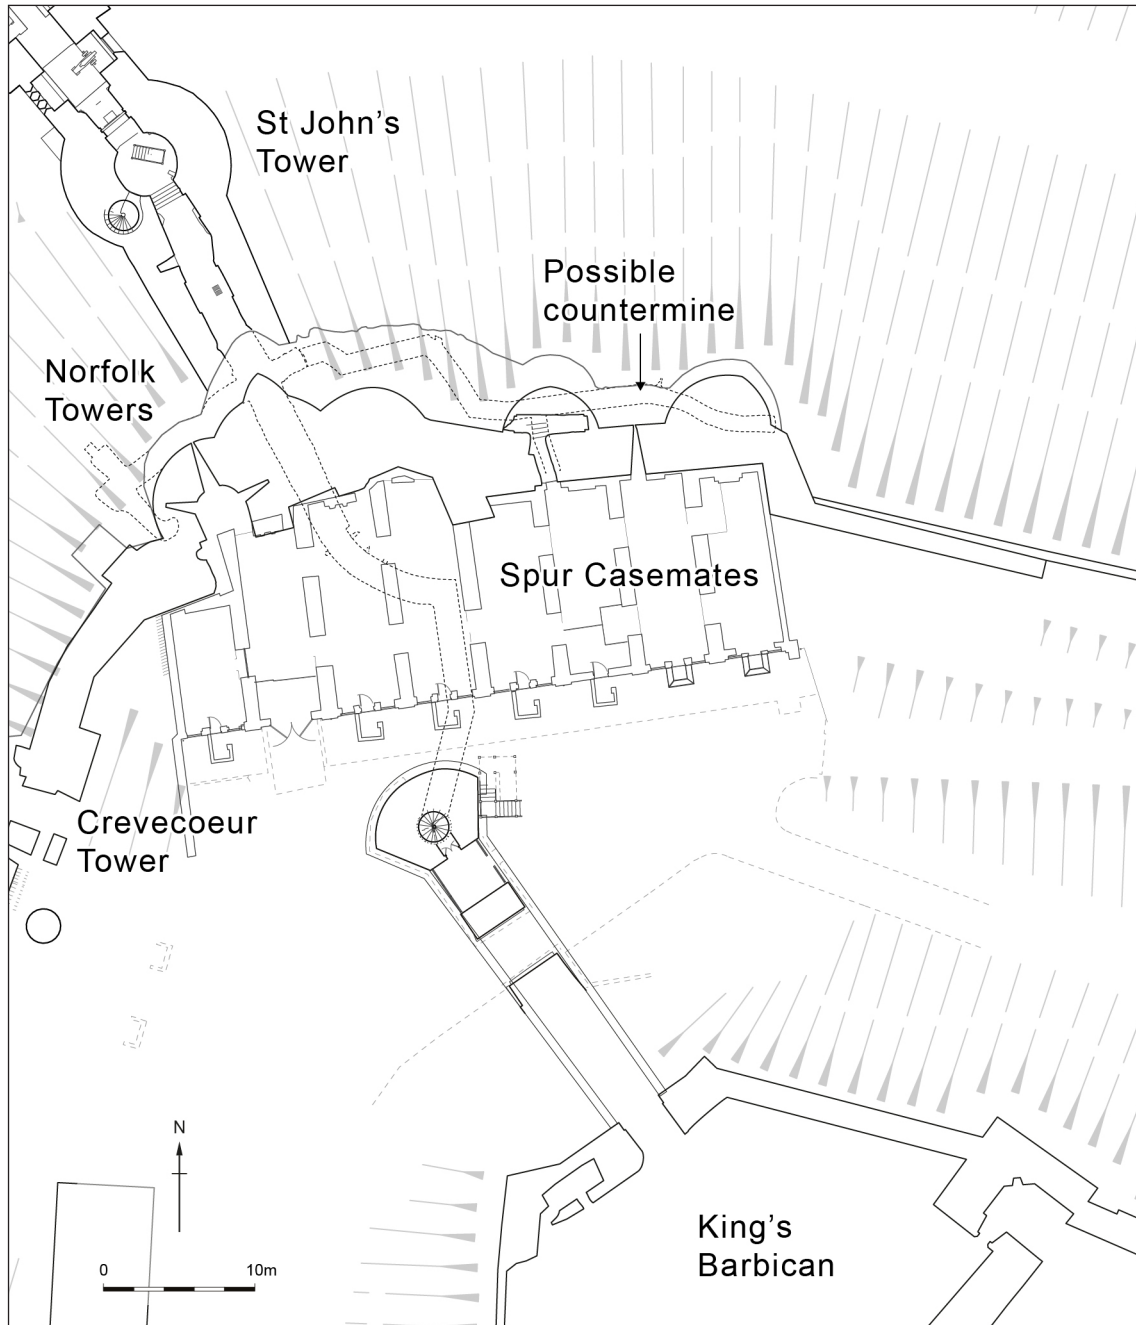 St John’s
Tower
Possible
countermine
Norfolk
Towers
Spur Casemates
Crevecoeur
Tower
N
0 10m
King’s
Barbican